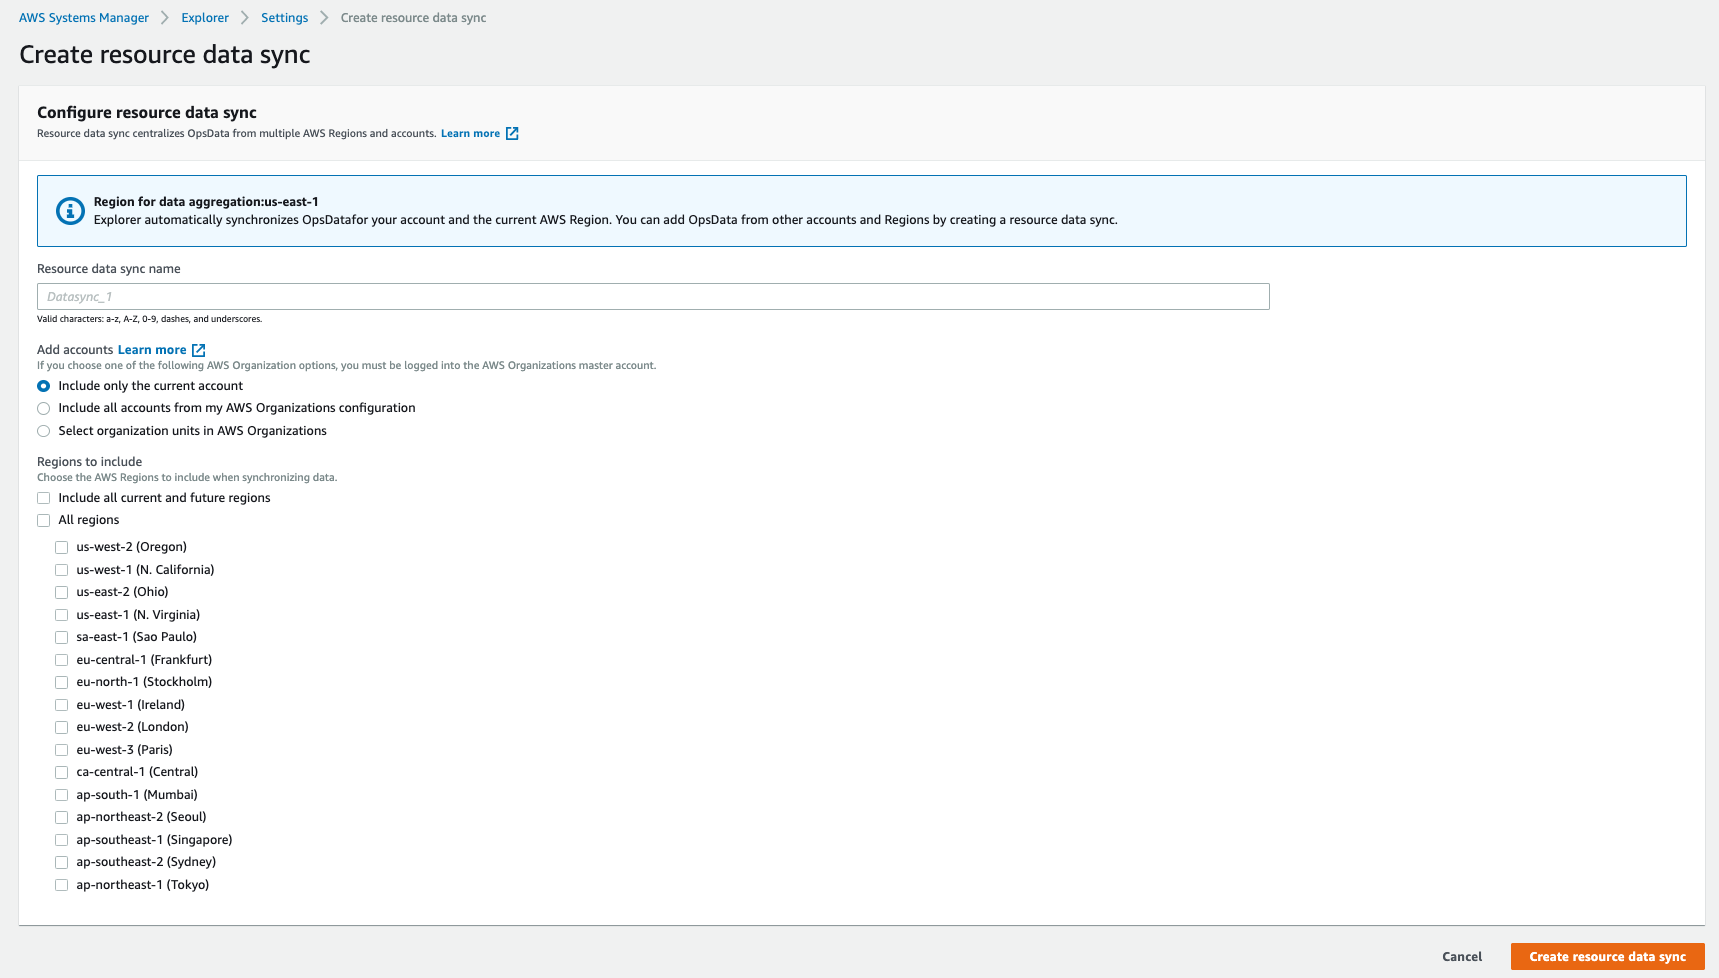 AWS Systems Manager > Explorer > Settings > Create resource data sync
Create resource data sync
Configure resource data sync
Resource data sync centralizes OpsData from multiple AWS Regions and accounts. Learn more
Region for data aggregation:us-east-1
Explorer automatically synchronizes OpsDatafor your account and the current AWS Region. You can add OpsData from other accounts and Regions by creating a resource data sync.
Resource data sync name
Datasync_1
Valid characters: a-z, A-Z, 0-9, dashes, and underscores.
Add accounts Learn more
If you choose one of the following AWS Organization options, you must be logged into the AWS Organizations master account.
Include only the current account
Include all accounts from my AWS Organizations configuration
Select organization units in AWS Organizations
Regions to include
Choose the AWS Regions to include when synchronizing data.
Include all current and future regions
All regions
us-west-2 (Oregon)
us-west-1 (N. California)
us-east-2 (Ohio)
us-east-1 (N. Virginia)
sa-east-1 (Sao Paulo)
eu-central-1 (Frankfurt)
eu-north-1 (Stockholm)
eu-west-1 (Ireland)
eu-west-2 (London)
eu-west-3 (Paris)
ca-central-1 (Central)
ap-south-1 (Mumbai)
ap-northeast-2 (Seoul)
ap-southeast-1 (Singapore)
ap-southeast-2 (Sydney)
ap-northeast-1 (Tokyo)
Cancel Create resource data sync